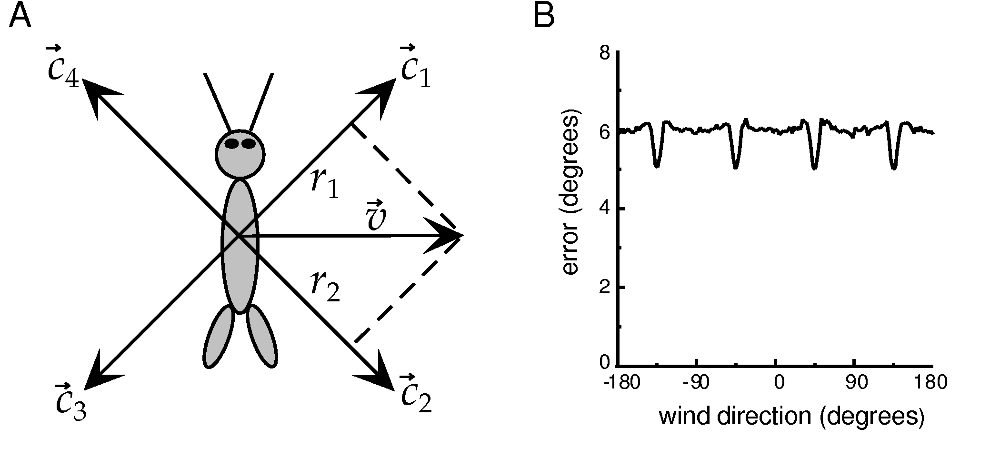 A
B
c⃗4
c⃗1
r1
v⃗
r2
c⃗3
c⃗2
8
6
4
2
0
error (degrees)
-180 -90 0 90 180
wind direction (degrees)